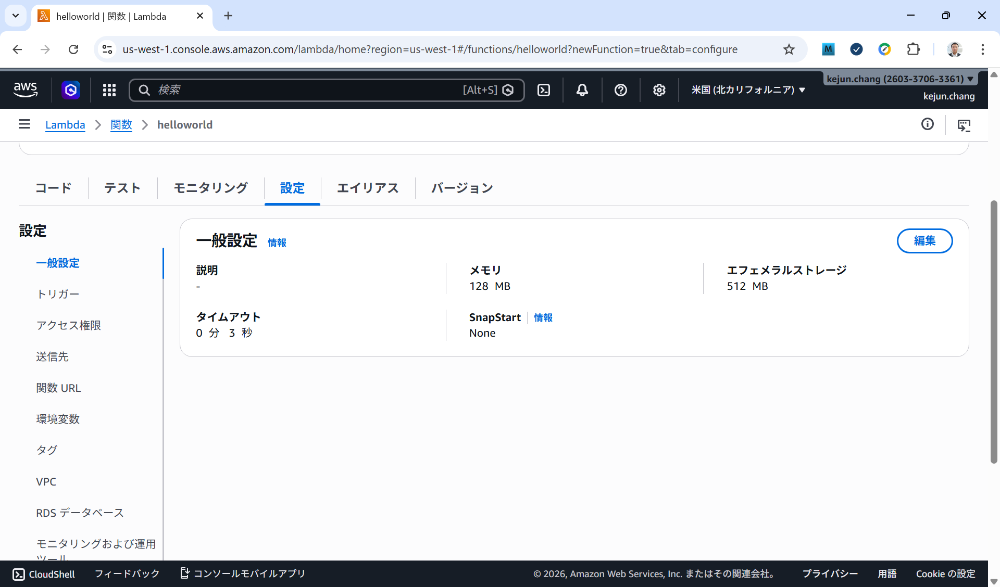 helloworld | 関数 | Lambda
us-west-1.console.aws.amazon.com/lambda/home?region=us-west-1#/functions/helloworld?newFunction=true&tab=configure
M
aws
検索
[Alt+S]
米国 (北カリフォルニア) ▼
kejun.chang (2603-3706-3361) ▼
kejun.chang
Lambda
関数
helloworld
コード
テスト
モニタリング
設定
エイリアス
バージョン
設定
一般設定
トリガー
アクセス権限
送信先
関数 URL
環境変数
タグ
VPC
RDS データベース
モニタリングおよび運用
ツール
一般設定
情報
編集
説明
-
メモリ
128 MB
エフェメラルストレージ
512 MB
タイムアウト
0 分 3 秒
SnapStart
情報
None
CloudShell
フィードバック
コンソールモバイルアプリ
© 2026, Amazon Web Services, Inc. またはその関連会社。
プライバシー
用語
Cookie の設定